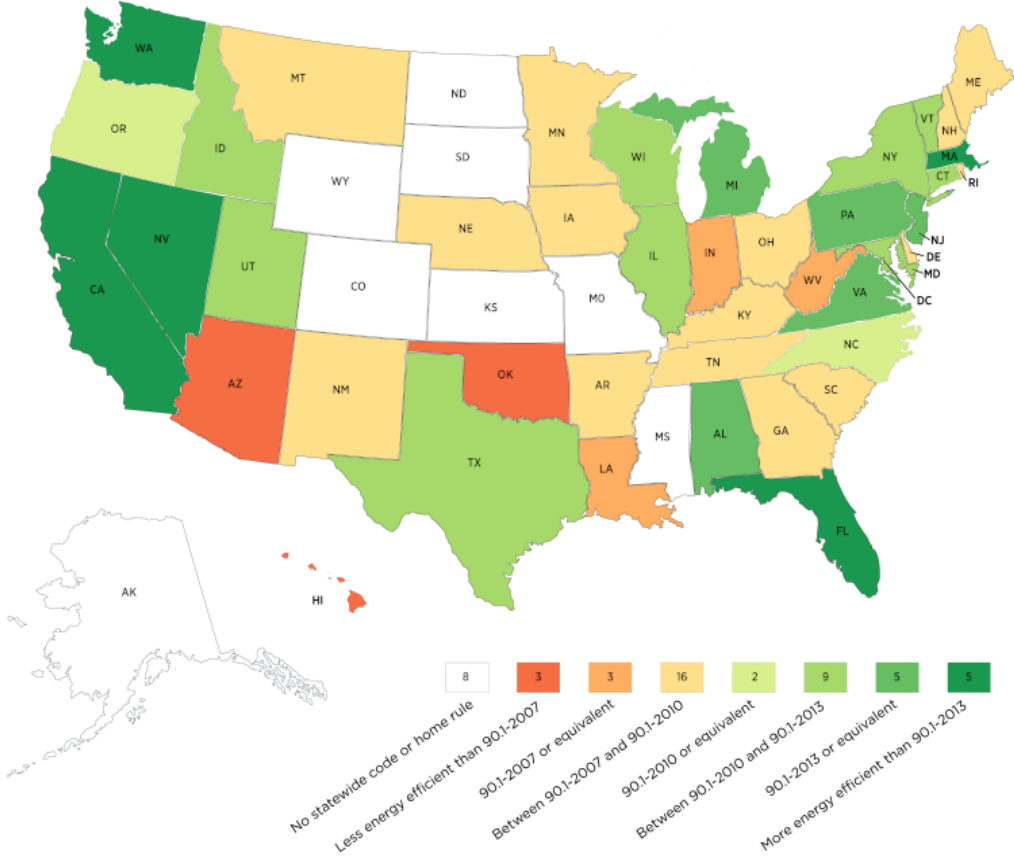 WA
MT
ND
MN
ME
OR
ID
SD
WI
MI
NY
VT
NH
MA
CT
RI
WY
NE
IA
PA
NJ
NV
UT
CO
KS
MO
IL
IN
OH
WV
VA
DE
MD
DC
CA
KY
NC
AZ
NM
OK
AR
TN
SC
TX
LA
MS
AL
GA
FL
AK
HI
8 3 3 16 2 9 5 5
No statewide code or home rule
Less energy efficient than 90.1-2007
90.1-2007 or equivalent
Between 90.1-2007 and 90.1-2010
90.1-2010 or equivalent
Between 90.1-2010 and 90.1-2013
90.1-2013 or equivalent
More energy efficient than 90.1-2013